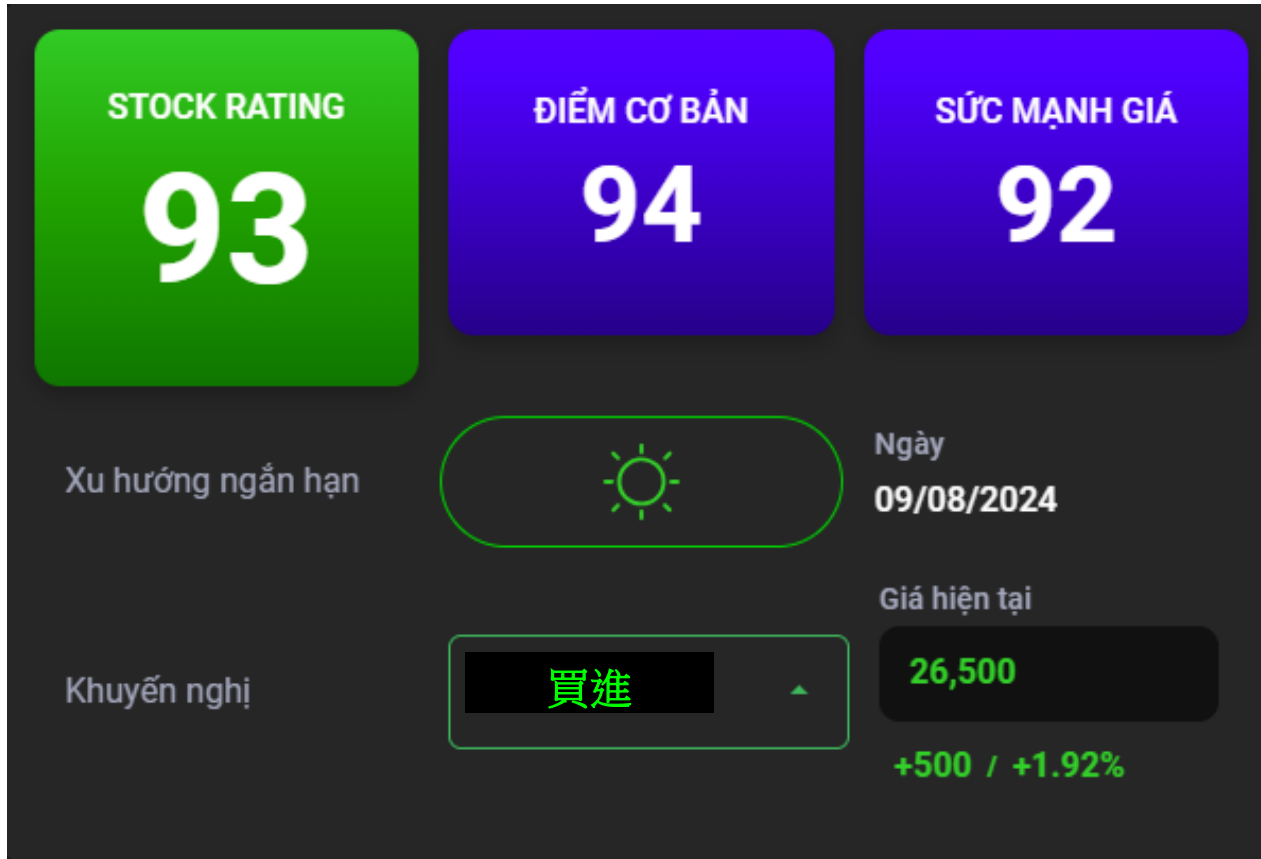 STOCK RATING
93
ĐIỂM CƠ BẢN
94
SỨC MẠNH GIÁ
92
Xu hướng ngắn hạn
Ngày
09/08/2024
Khuyến nghị
買進
Giá hiện tại
26,500
+500 / +1.92%